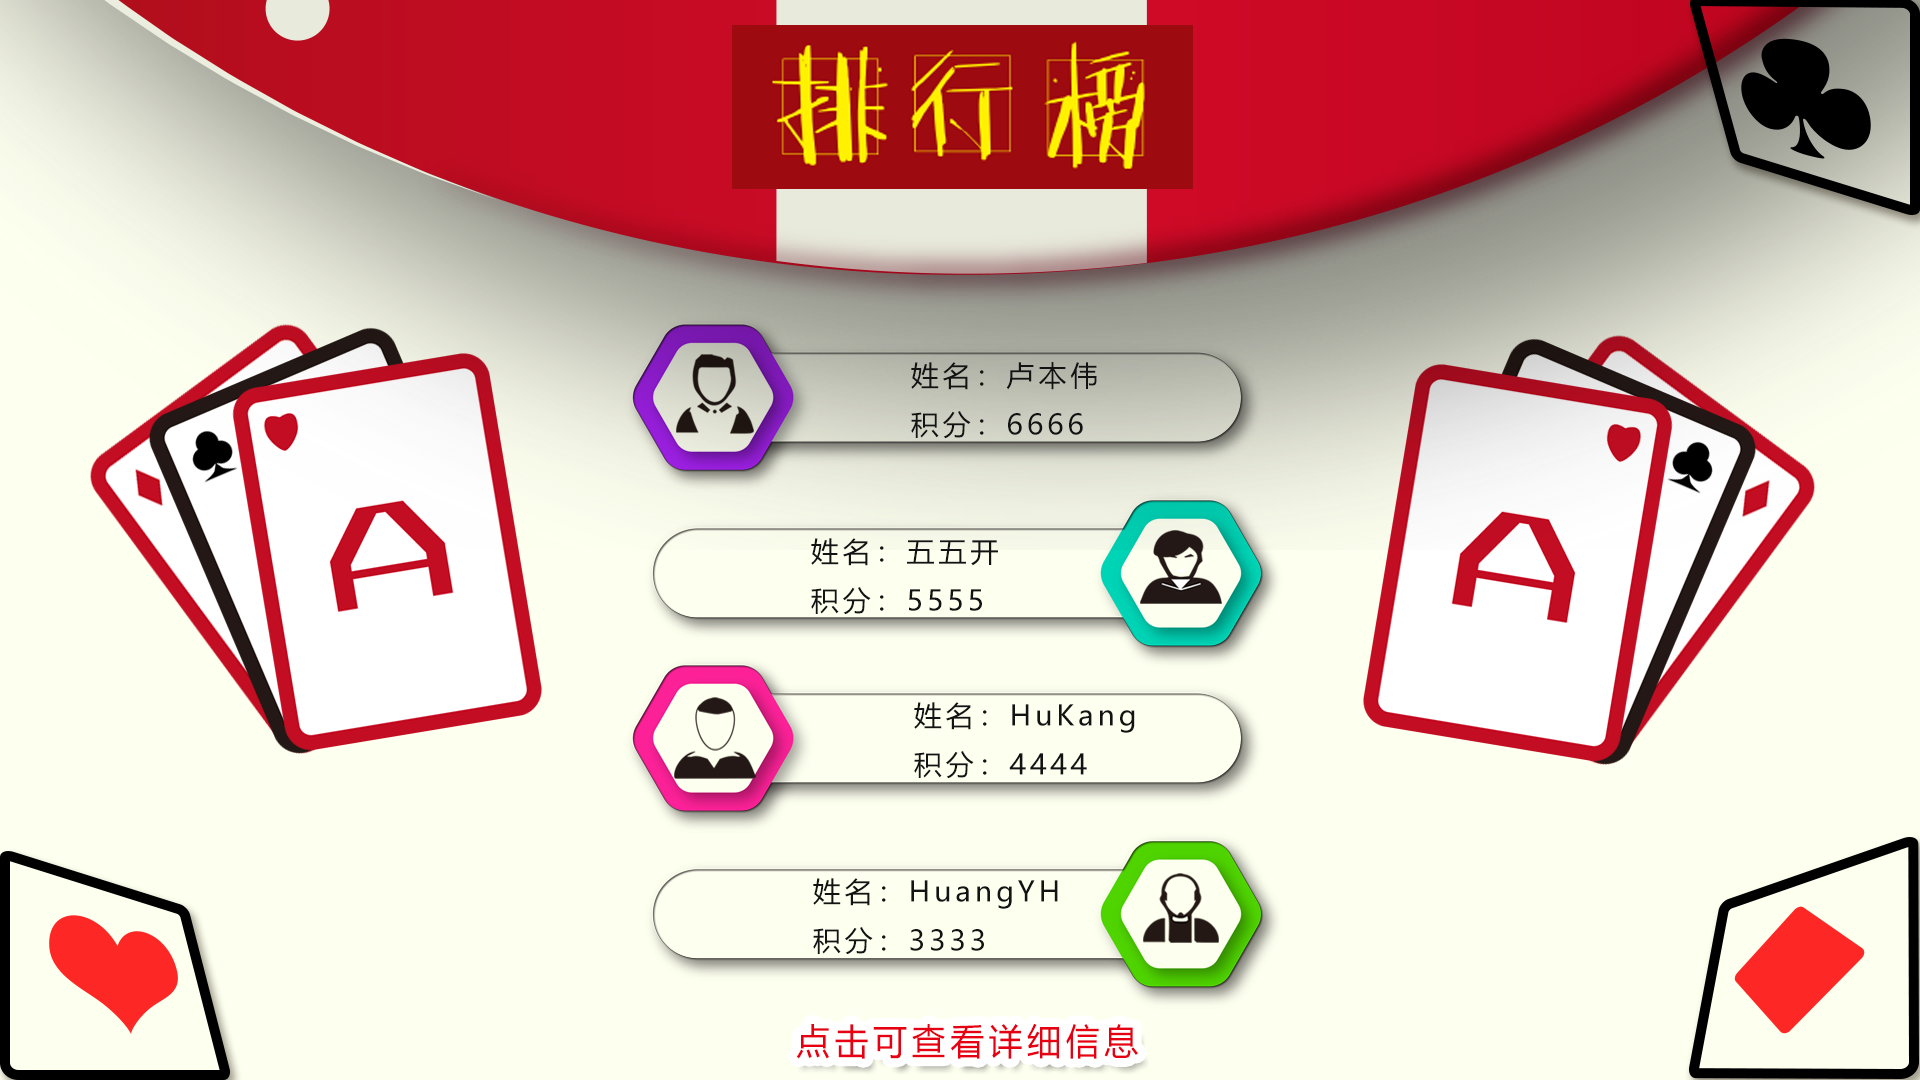 排行榜
姓名：卢本伟
积分：6666
姓名：五五开
积分：5555
A
A
姓名：HuKang
积分：4444
姓名：HuangYH
积分：3333
点击可查看详细信息